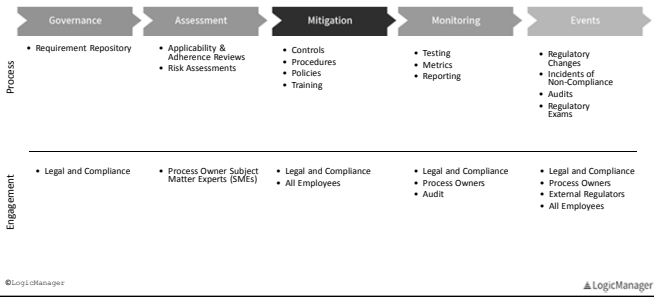 Governance
Assessment
Mitigation
Monitoring
Events
Process
• Requirement Repository
• Applicability &
Adherence Reviews
• Risk Assessments
• Controls
• Procedures
• Policies
• Training
• Testing
• Metrics
• Reporting
• Regulatory
Changes
• Incidents of
Non-Compliance
• Audits
• Regulatory
Exams
Engagement
• Legal and Compliance
• Process Owner Subject
Matter Experts (SMEs)
• Legal and Compliance
• All Employees
• Legal and Compliance
• Process Owners
• Audit
• Legal and Compliance
• Process Owners
• External Regulators
• All Employees
©LogicManager
LogicManager